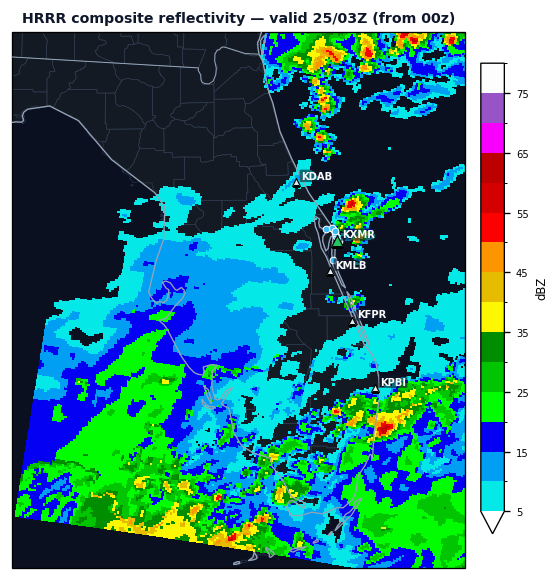 HRRR composite reflectivity — valid 25/03Z (from 00z)
KDAB
KXMR
KMLB
KFPR
KPBI
75
65
55
45
35
25
15
5
dBZ